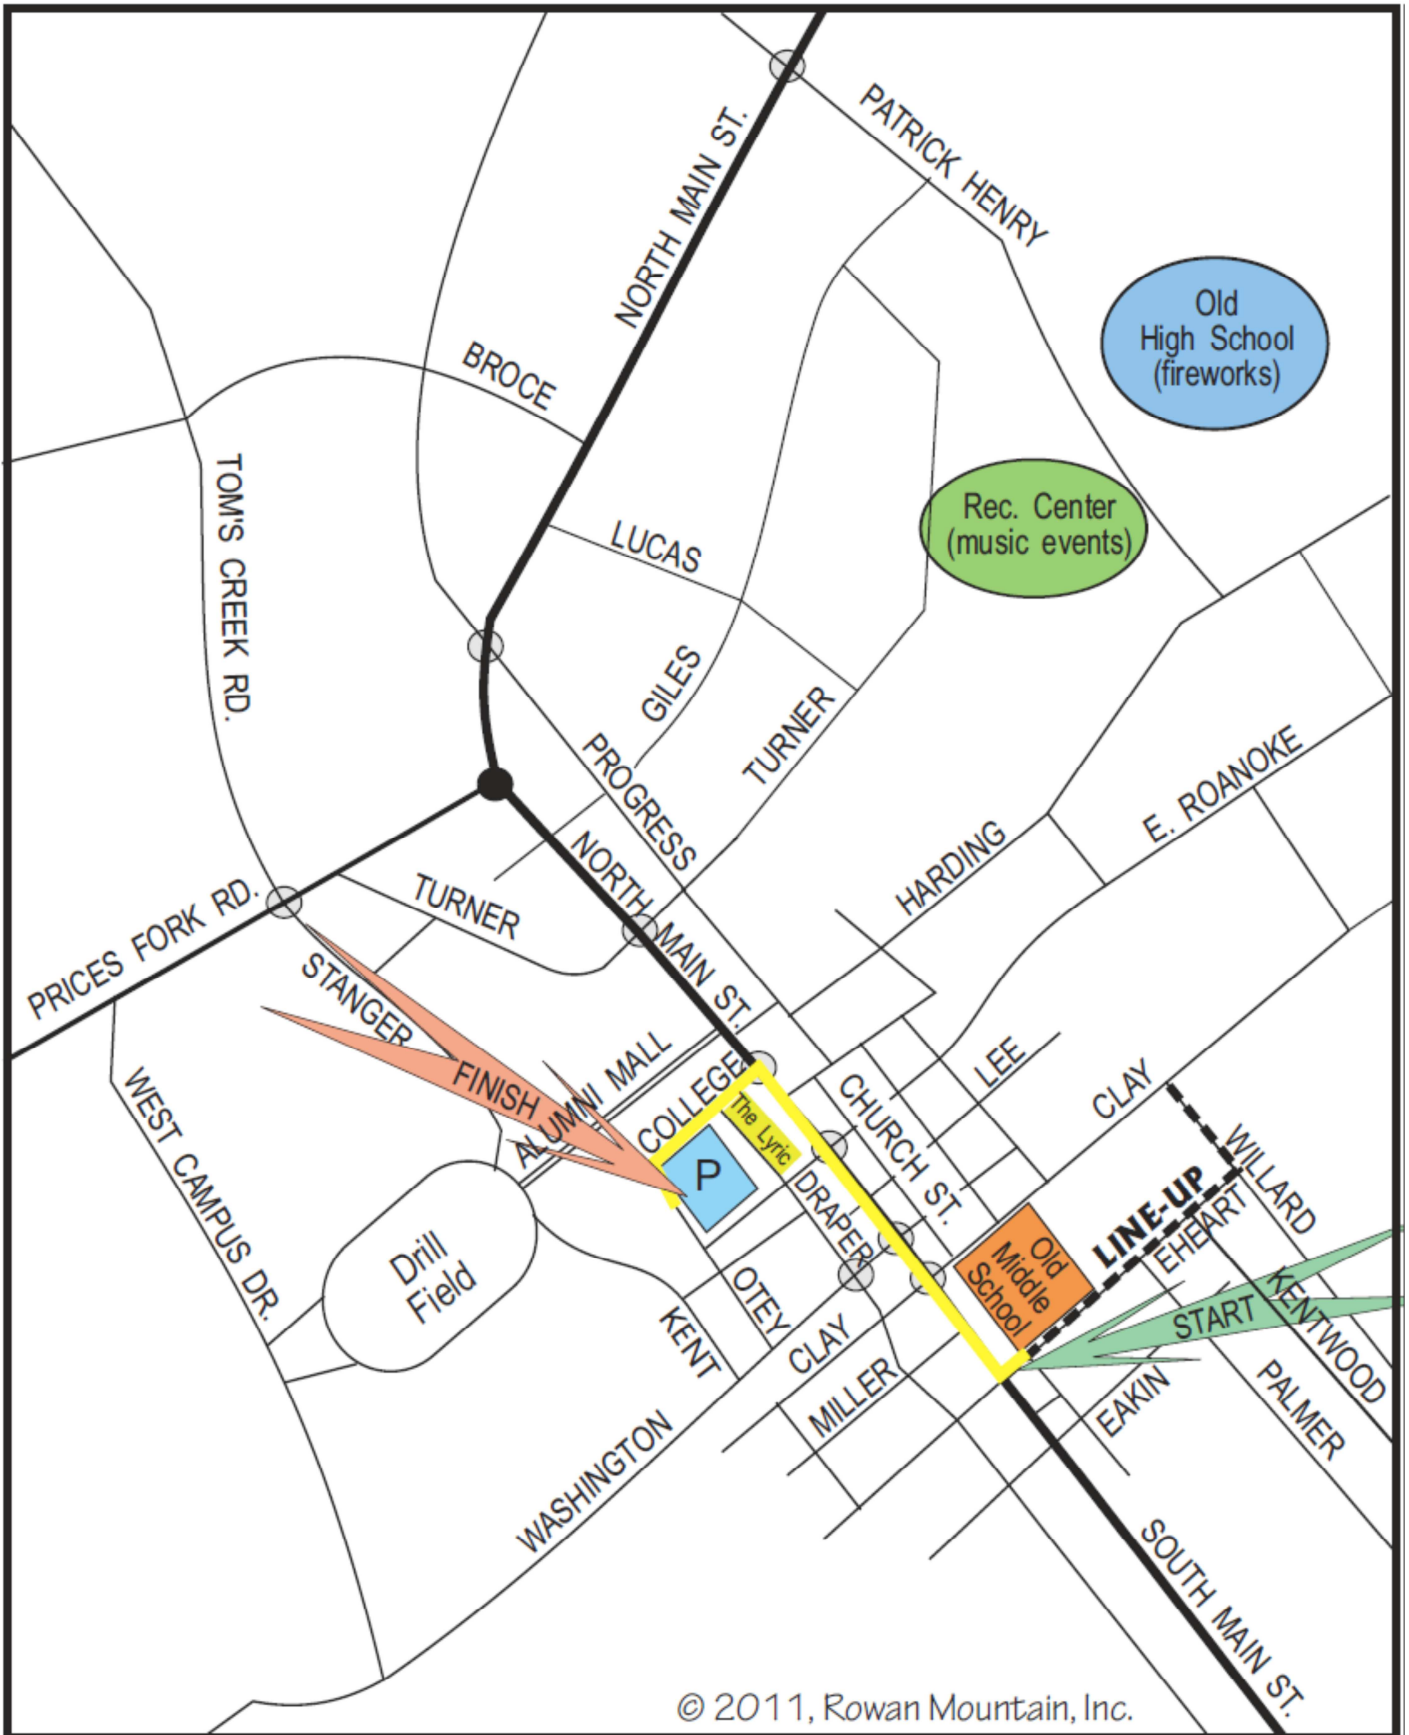 PATRICK HENRY
NORTH MAIN ST.
Old
High School
(fireworks)
BROCE
TOM'S CREEK RD.
Rec. Center
(music events)
LUCAS
GILES
TURNER
PROGRESS
E. ROANOKE
HARDING
NORTH MAIN ST.
TURNER
PRICES FORK RD.
STANGER
FINISH
ALUMNI MALL
COLLEGE
The Lyric
P
CHURCH ST.
LEE
CLAY
WEST CAMPUS DR.
WILLARD
LINE-UP
EHEART
DRAPER
Drill
Field
Old
Middle
School
START
KENTWOOD
OTEY
KENT
CLAY
MILLER
EAKIN
PALMER
WASHINGTON
SOUTH MAIN ST.
© 2011, Rowan Mountain, Inc.